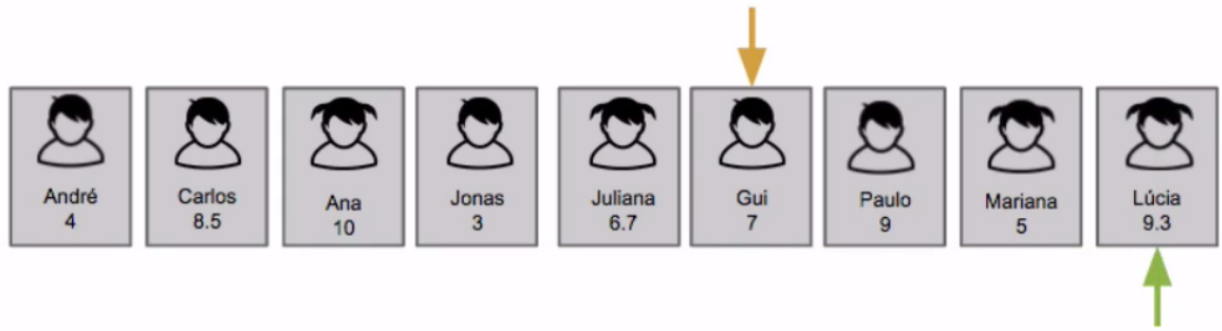 André
4
Carlos
8.5
Ana
10
Jonas
3
Juliana
6.7
Gui
7
Paulo
9
Mariana
5
Lúcia
9.3